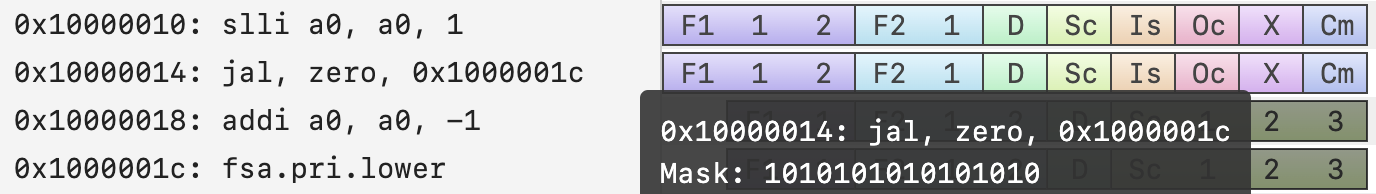 0x10000010: slli a0, a0, 1 F1 1 2 F2 1 D Sc Is Oc X Cm
0x10000014: jal, zero, 0x1000001c F1 1 2 F2 1 D Sc Is Oc X Cm
0x10000018: addi a0, a0, −1 2 3
0x10000014: jal, zero, 0x1000001c
0x1000001c: fsa.pri.lower D Sc 1 2 3
Mask: 1010101010101010